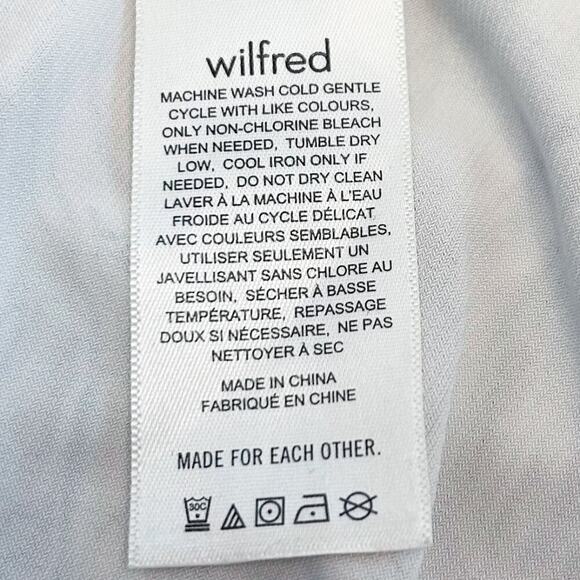 wilfred
MACHINE WASH COLD GENTLE
CYCLE WITH LIKE COLOURS,
ONLY NON-CHLORINE BLEACH
WHEN NEEDED, TUMBLE DRY
LOW, COOL IRON ONLY IF
NEEDED, DO NOT DRY CLEAN
LAVER À LA MACHINE À L'EAU
FROIDE AU CYCLE DÉLICAT
AVEC COULEURS SEMBLABLES,
UTILISER SEULEMENT UN
JAVELLISANT SANS CHLORE AU
BESOIN, SÉCHER À BASSE
TEMPÉRATURE, REPASSAGE
DOUX SI NÉCESSAIRE, NE PAS
NETTOYER À SEC
MADE IN CHINA
FABRIQUÉ EN CHINE
MADE FOR EACH OTHER.
30C